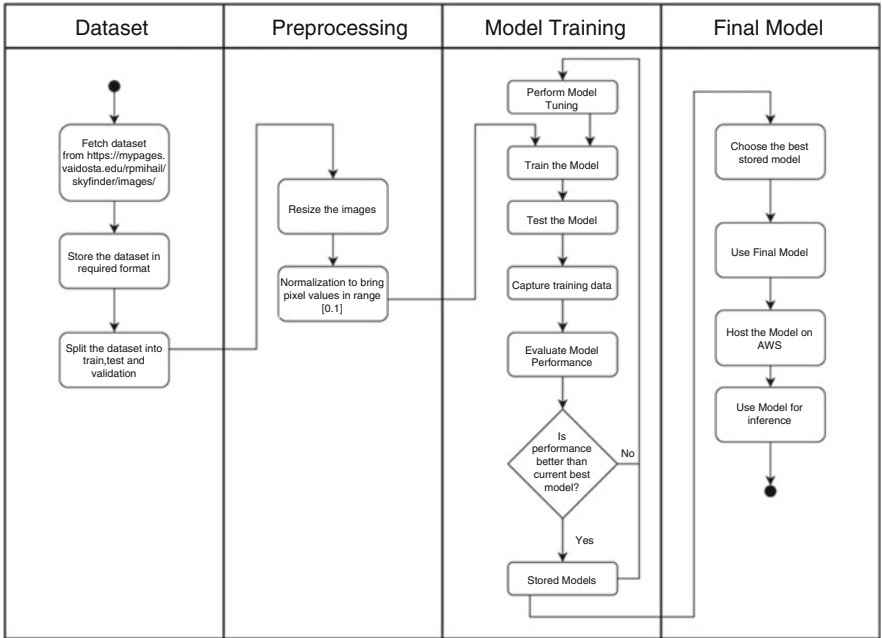 Dataset
Preprocessing
Model Training
Final Model
Fetch dataset
from https://mypages.
vaidosta.edu/rpmihail/
skyfinder/images/
Store the dataset in
required format
Split the dataset into
train,test and
validation
Resize the images
Normalization to bring
pixel values in range
[0.1]
Perform Model
Tuning
Train the Model
Test the Model
Capture training data
Evaluate Model
Performance
Is
performance
better than
current best
model?
No
Yes
Stored Models
Choose the best
stored model
Use Final Model
Host the Model on
AWS
Use Model for
inference